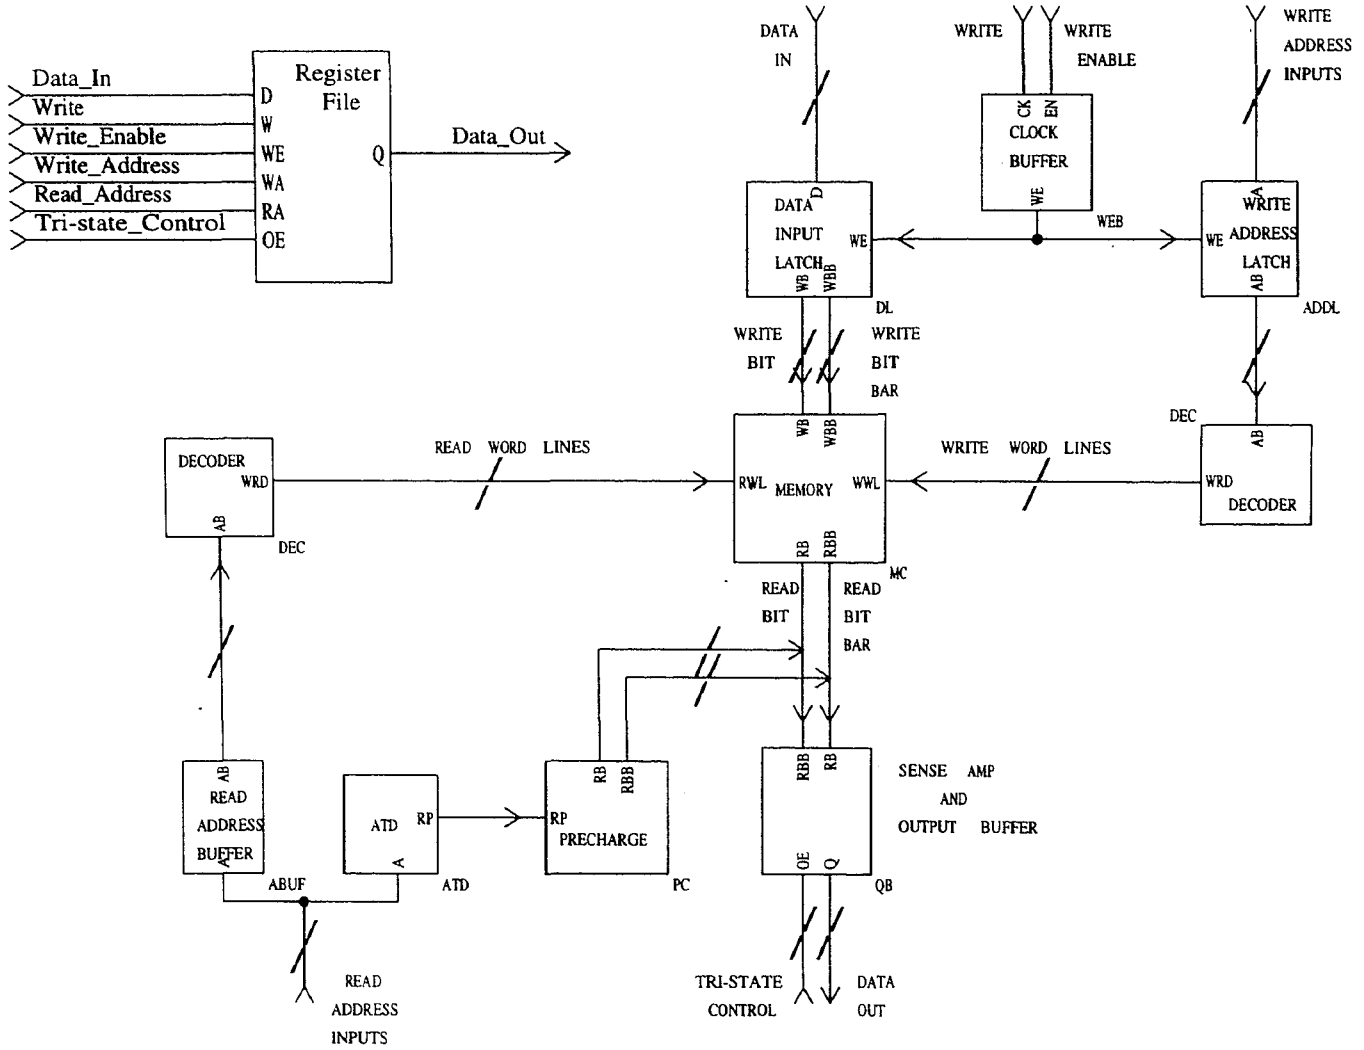 Register
File
Data_In
D
Write
W
Write_Enable
WE
Write_Address
WA
Read_Address
RA
Tri-state_Control
OE
Q
Data_Out
DATA
IN
WRITE
WRITE
ENABLE
WRITE
ADDRESS
INPUTS
CK
EN
CLOCK
BUFFER
WE
WEB
D
DATA
INPUT
LATCH
WE
WB
WBB
DL
A
WRITE
ADDRESS
LATCH
WE
AB
ADDL
WRITE
BIT
WRITE
BIT
BAR
DEC
AB
WRD
DECODER
WRITE WORD LINES
WB
WBB
RWL
MEMORY
WWL
RB
RBB
MC
READ WORD LINES
DECODER
WRD
AB
DEC
READ
BIT
READ
BIT
BAR
AB
READ
ADDRESS
BUFFER
A
ABUF
ATD
RP
A
ATD
RB
RBB
RP
PRECHARGE
PC
RBB
RB
OE
Q
QB
SENSE AMP
AND
OUTPUT BUFFER
READ
ADDRESS
INPUTS
TRI-STATE
CONTROL
DATA
OUT